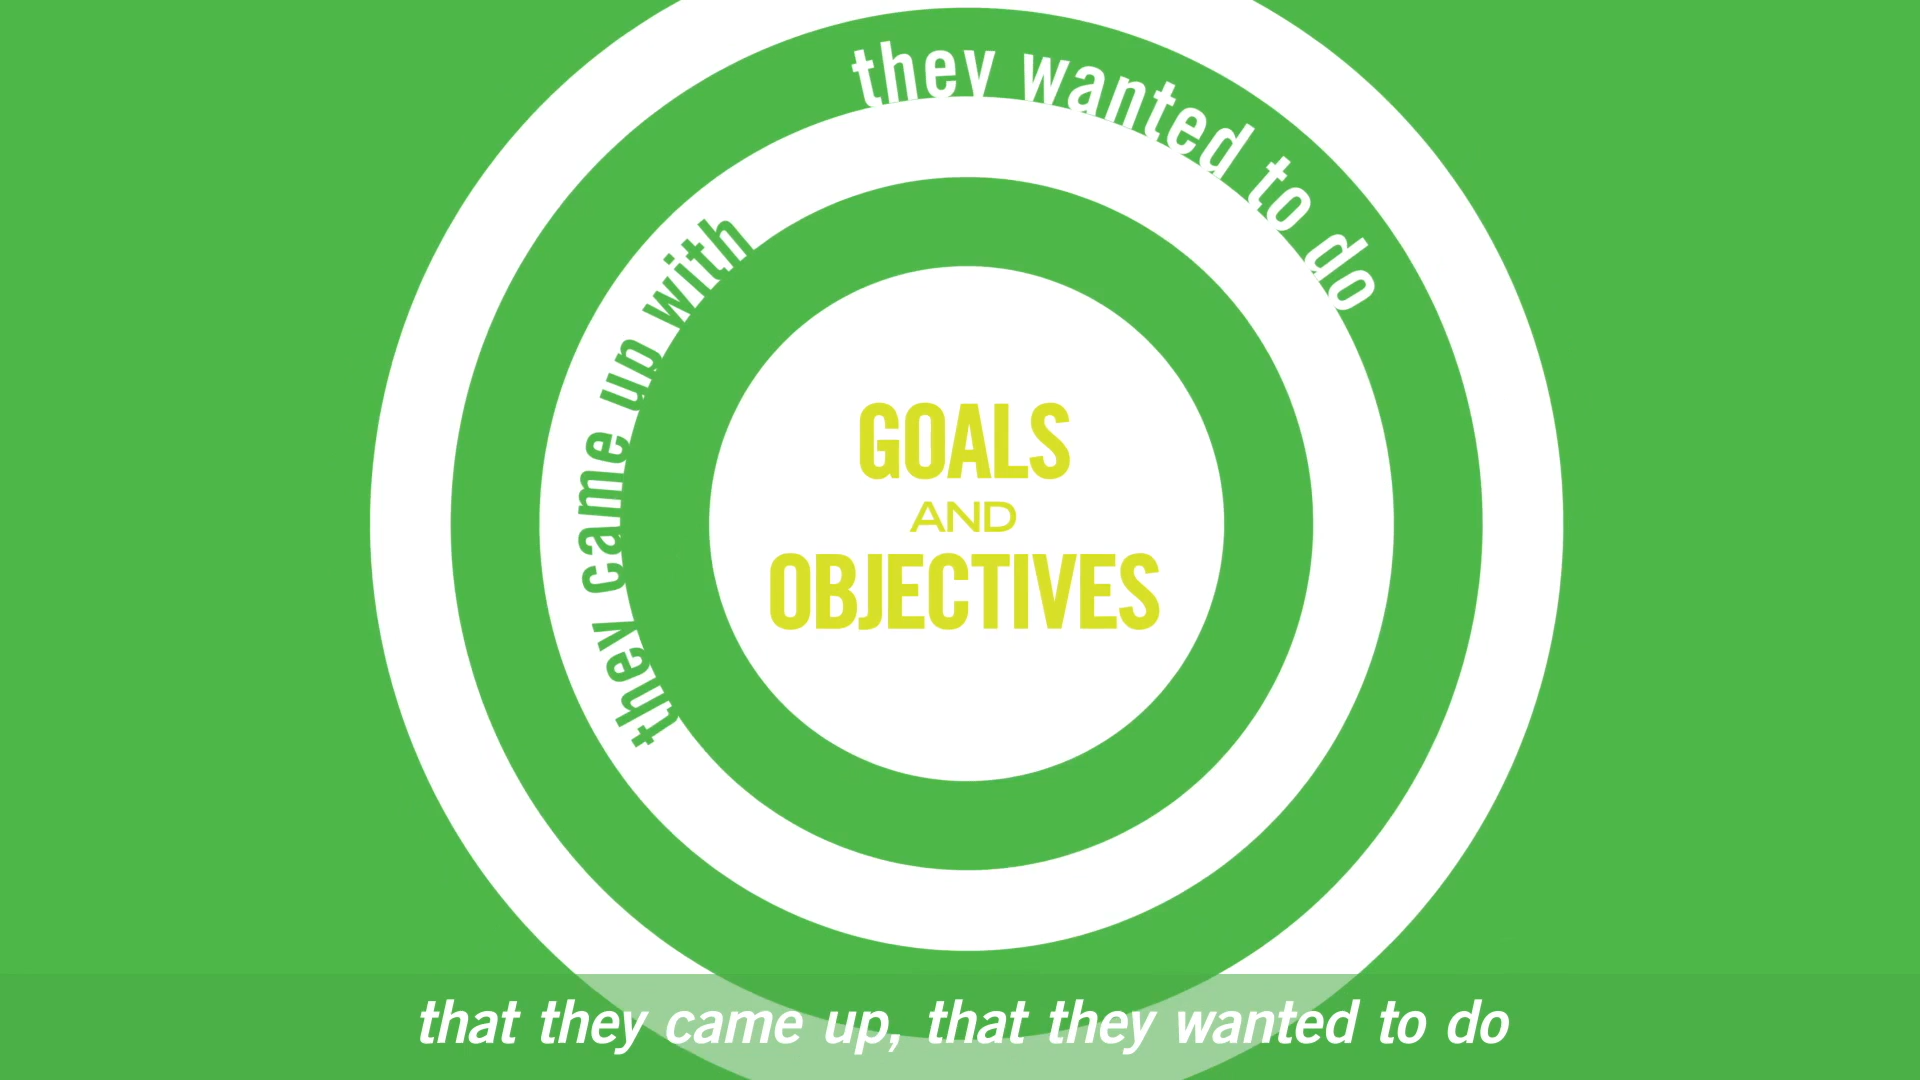 they wanted to do
they came up with
GOALS
AND
OBJECTIVES
that they came up, that they wanted to do